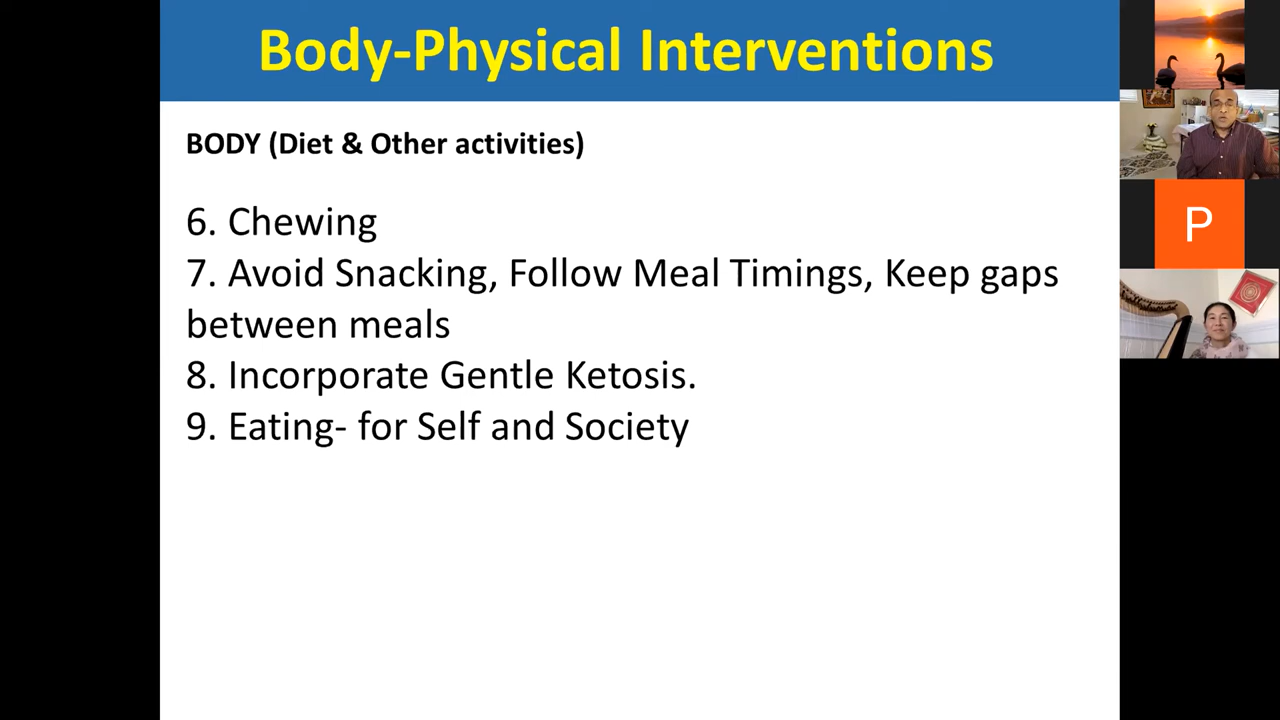 Body-Physical Interventions
BODY (Diet & Other activities)
6. Chewing
7. Avoid Snacking, Follow Meal Timings, Keep gaps
between meals
8. Incorporate Gentle Ketosis.
9. Eating- for Self and Society
P